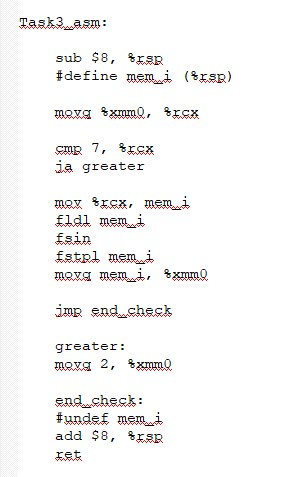 Task3_asm:
sub $8, %rsp
#define mem_i (%rsp)
movq %xmm0, %rcx
cmp 7, %rcx
ja greater
mov %rcx, mem_i
fldl mem_i
fsin
fstpl mem_i
movq mem_i, %xmm0
jmp end_check
greater:
movq 2, %xmm0
end_check:
#undef mem_i
add $8, %rsp
ret